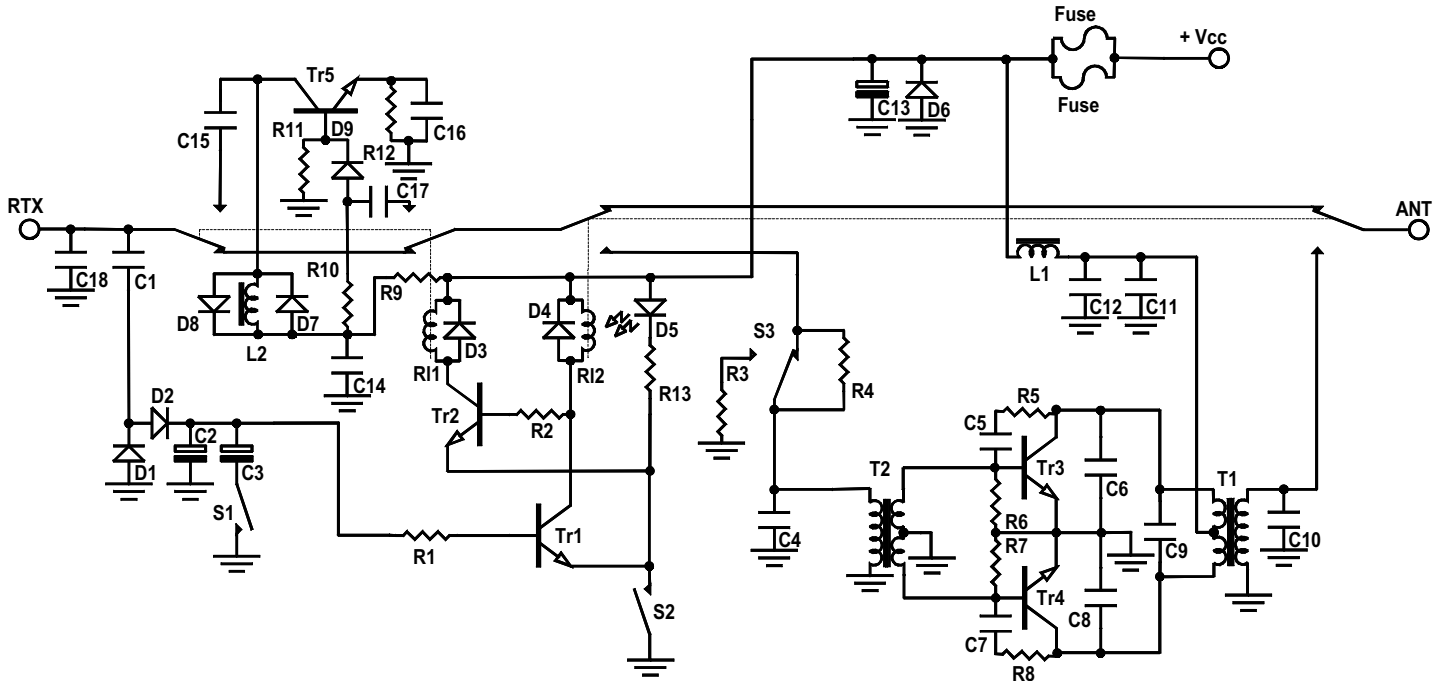 Fuse
+ Vcc
Fuse
Tr5
C15
R11
D9
C16
R12
C17
C13
D6
RTX
ANT
C18
C1
R10
R9
D8
D7
L2
C14
D3
Rl1
D4
Rl2
D5
R13
L1
C12
C11
S3
R3
R4
D2
C2
C3
D1
S1
Tr2
R2
R1
Tr1
S2
R5
C5
Tr3
C6
T2
R6
R7
C4
T1
C9
C10
Tr4
C8
C7
R8